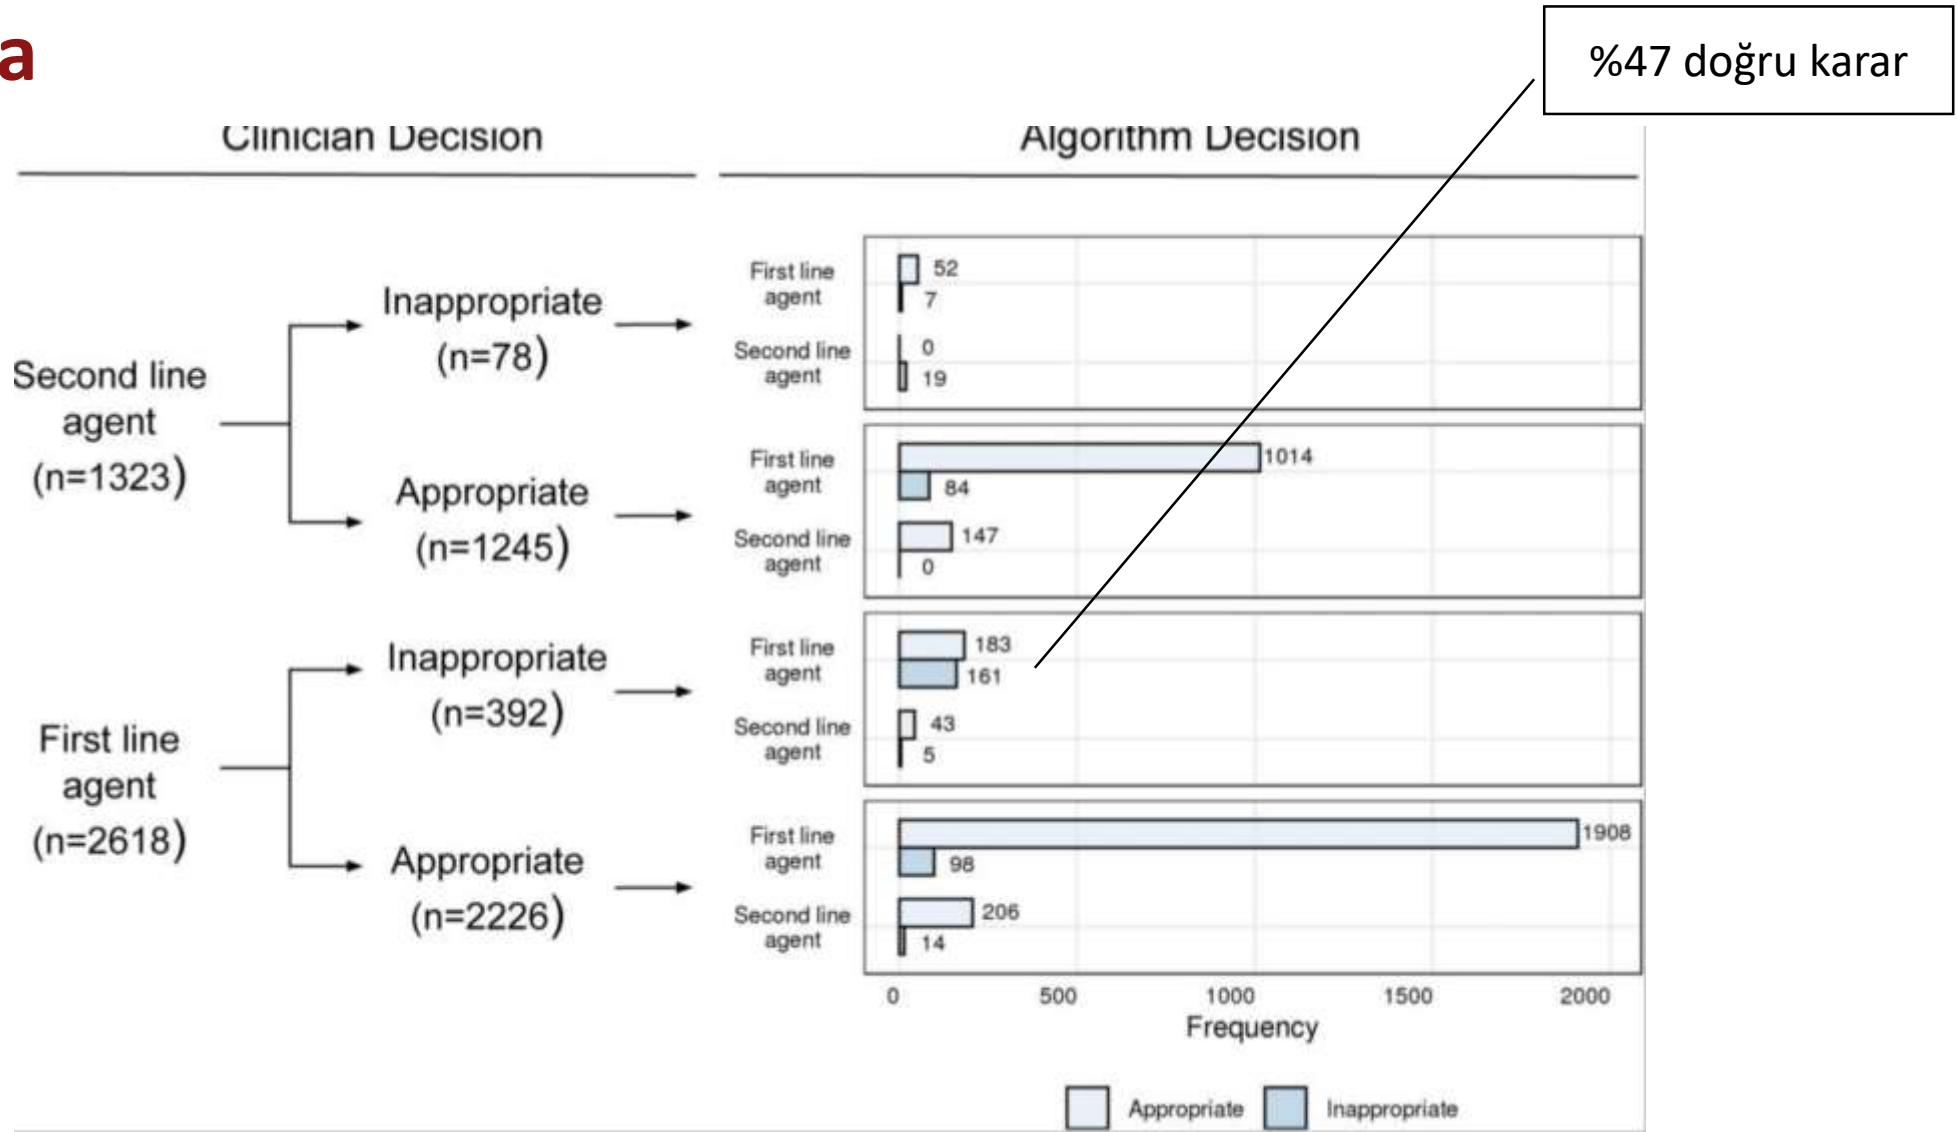 a
%47 doğru karar
Clinician Decision
Algorithm Decision
Second line
agent
(n=1323)
Inappropriate
(n=78)
Appropriate
(n=1245)
First line
agent
(n=2618)
Inappropriate
(n=392)
Appropriate
(n=2226)
First line
agent
52
7
Second line
agent
0
19
First line
agent
1014
84
Second line
agent
147
0
First line
agent
183
161
Second line
agent
43
5
First line
agent
1908
98
Second line
agent
206
14
0 500 1000 1500 2000
Frequency
Appropriate Inappropriate